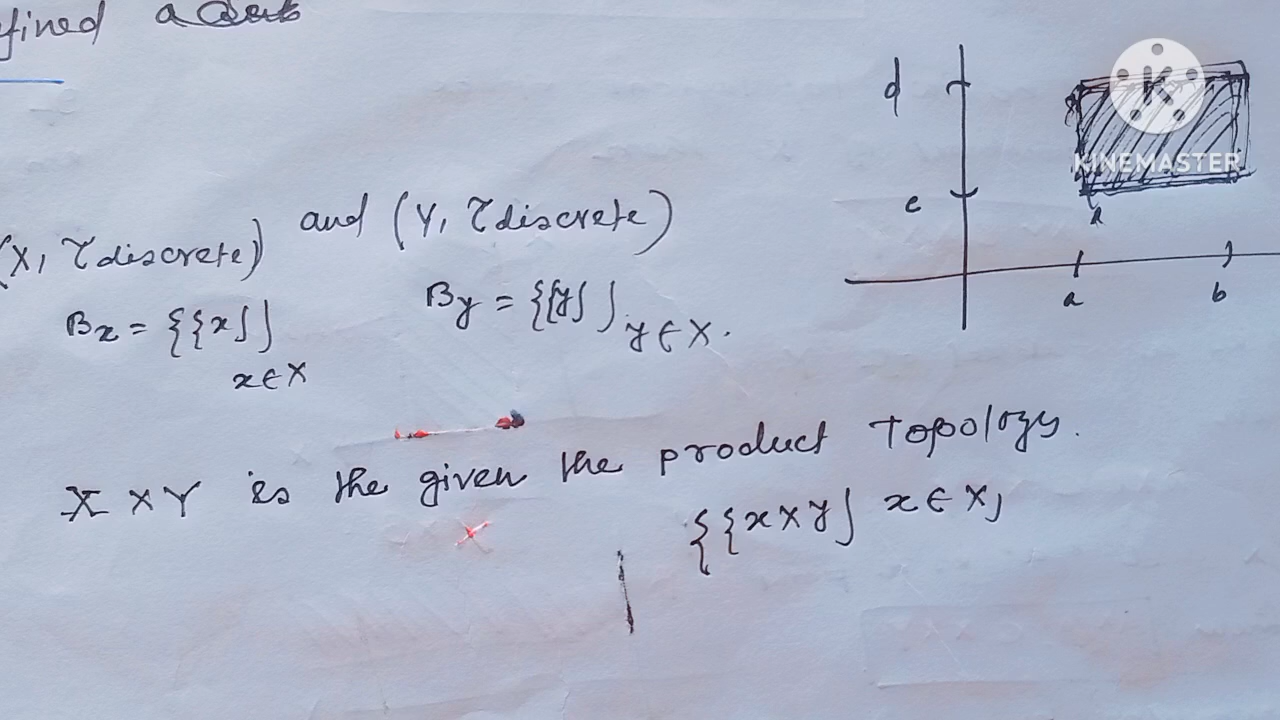 fined a
d
KINEMASTER
c
a
b
(X, τdiscrete) and (Y, τdiscrete)
Bx = {{x}} x∈X
By = {{y}} y∈X.
X × Y is the given the product Topology.
{{x×y} x∈X,